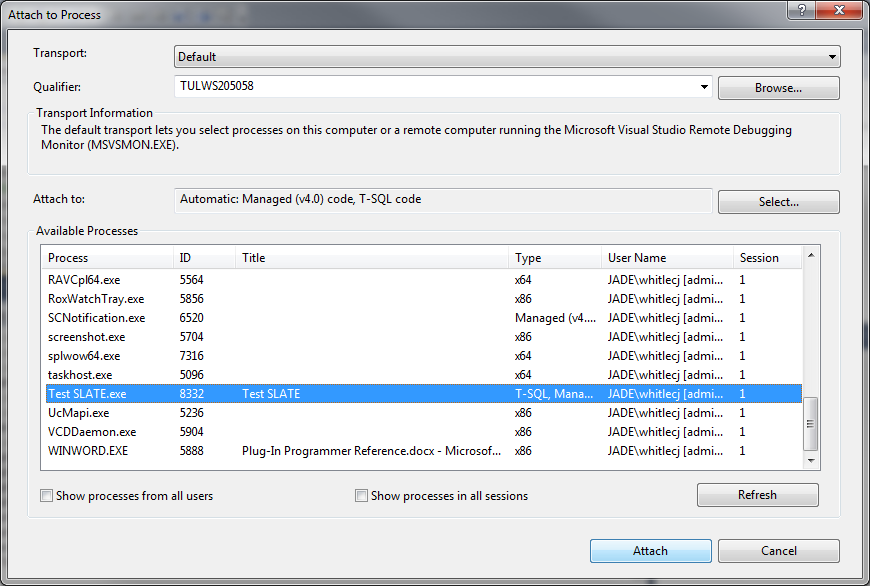 Attach to Process
Transport: Default
Qualifier: TULWS205058 Browse...
Transport Information
The default transport lets you select processes on this computer or a remote computer running the Microsoft Visual Studio Remote Debugging
Monitor (MSVSMON.EXE).
Attach to: Automatic: Managed (v4.0) code, T-SQL code Select...
Available Processes
Process ID Title Type User Name Session
RAVCpl64.exe 5564 x64 JADE\whitlecj [admi... 1
RoxWatchTray.exe 5856 x86 JADE\whitlecj [admi... 1
SCNotification.exe 6520 Managed (v4.... JADE\whitlecj [admi... 1
screenshot.exe 5704 x86 JADE\whitlecj [admi... 1
splwow64.exe 7316 x64 JADE\whitlecj [admi... 1
taskhost.exe 5096 x64 JADE\whitlecj [admi... 1
Test SLATE.exe 8332 Test SLATE T-SQL, Mana... JADE\whitlecj [admi... 1
UcMapi.exe 5236 x86 JADE\whitlecj [admi... 1
VCDDaemon.exe 5904 x86 JADE\whitlecj [admi... 1
WINWORD.EXE 5888 Plug-In Programmer Reference.docx - Microsof... x86 JADE\whitlecj [admi... 1
Show processes from all users Show processes in all sessions Refresh
Attach Cancel